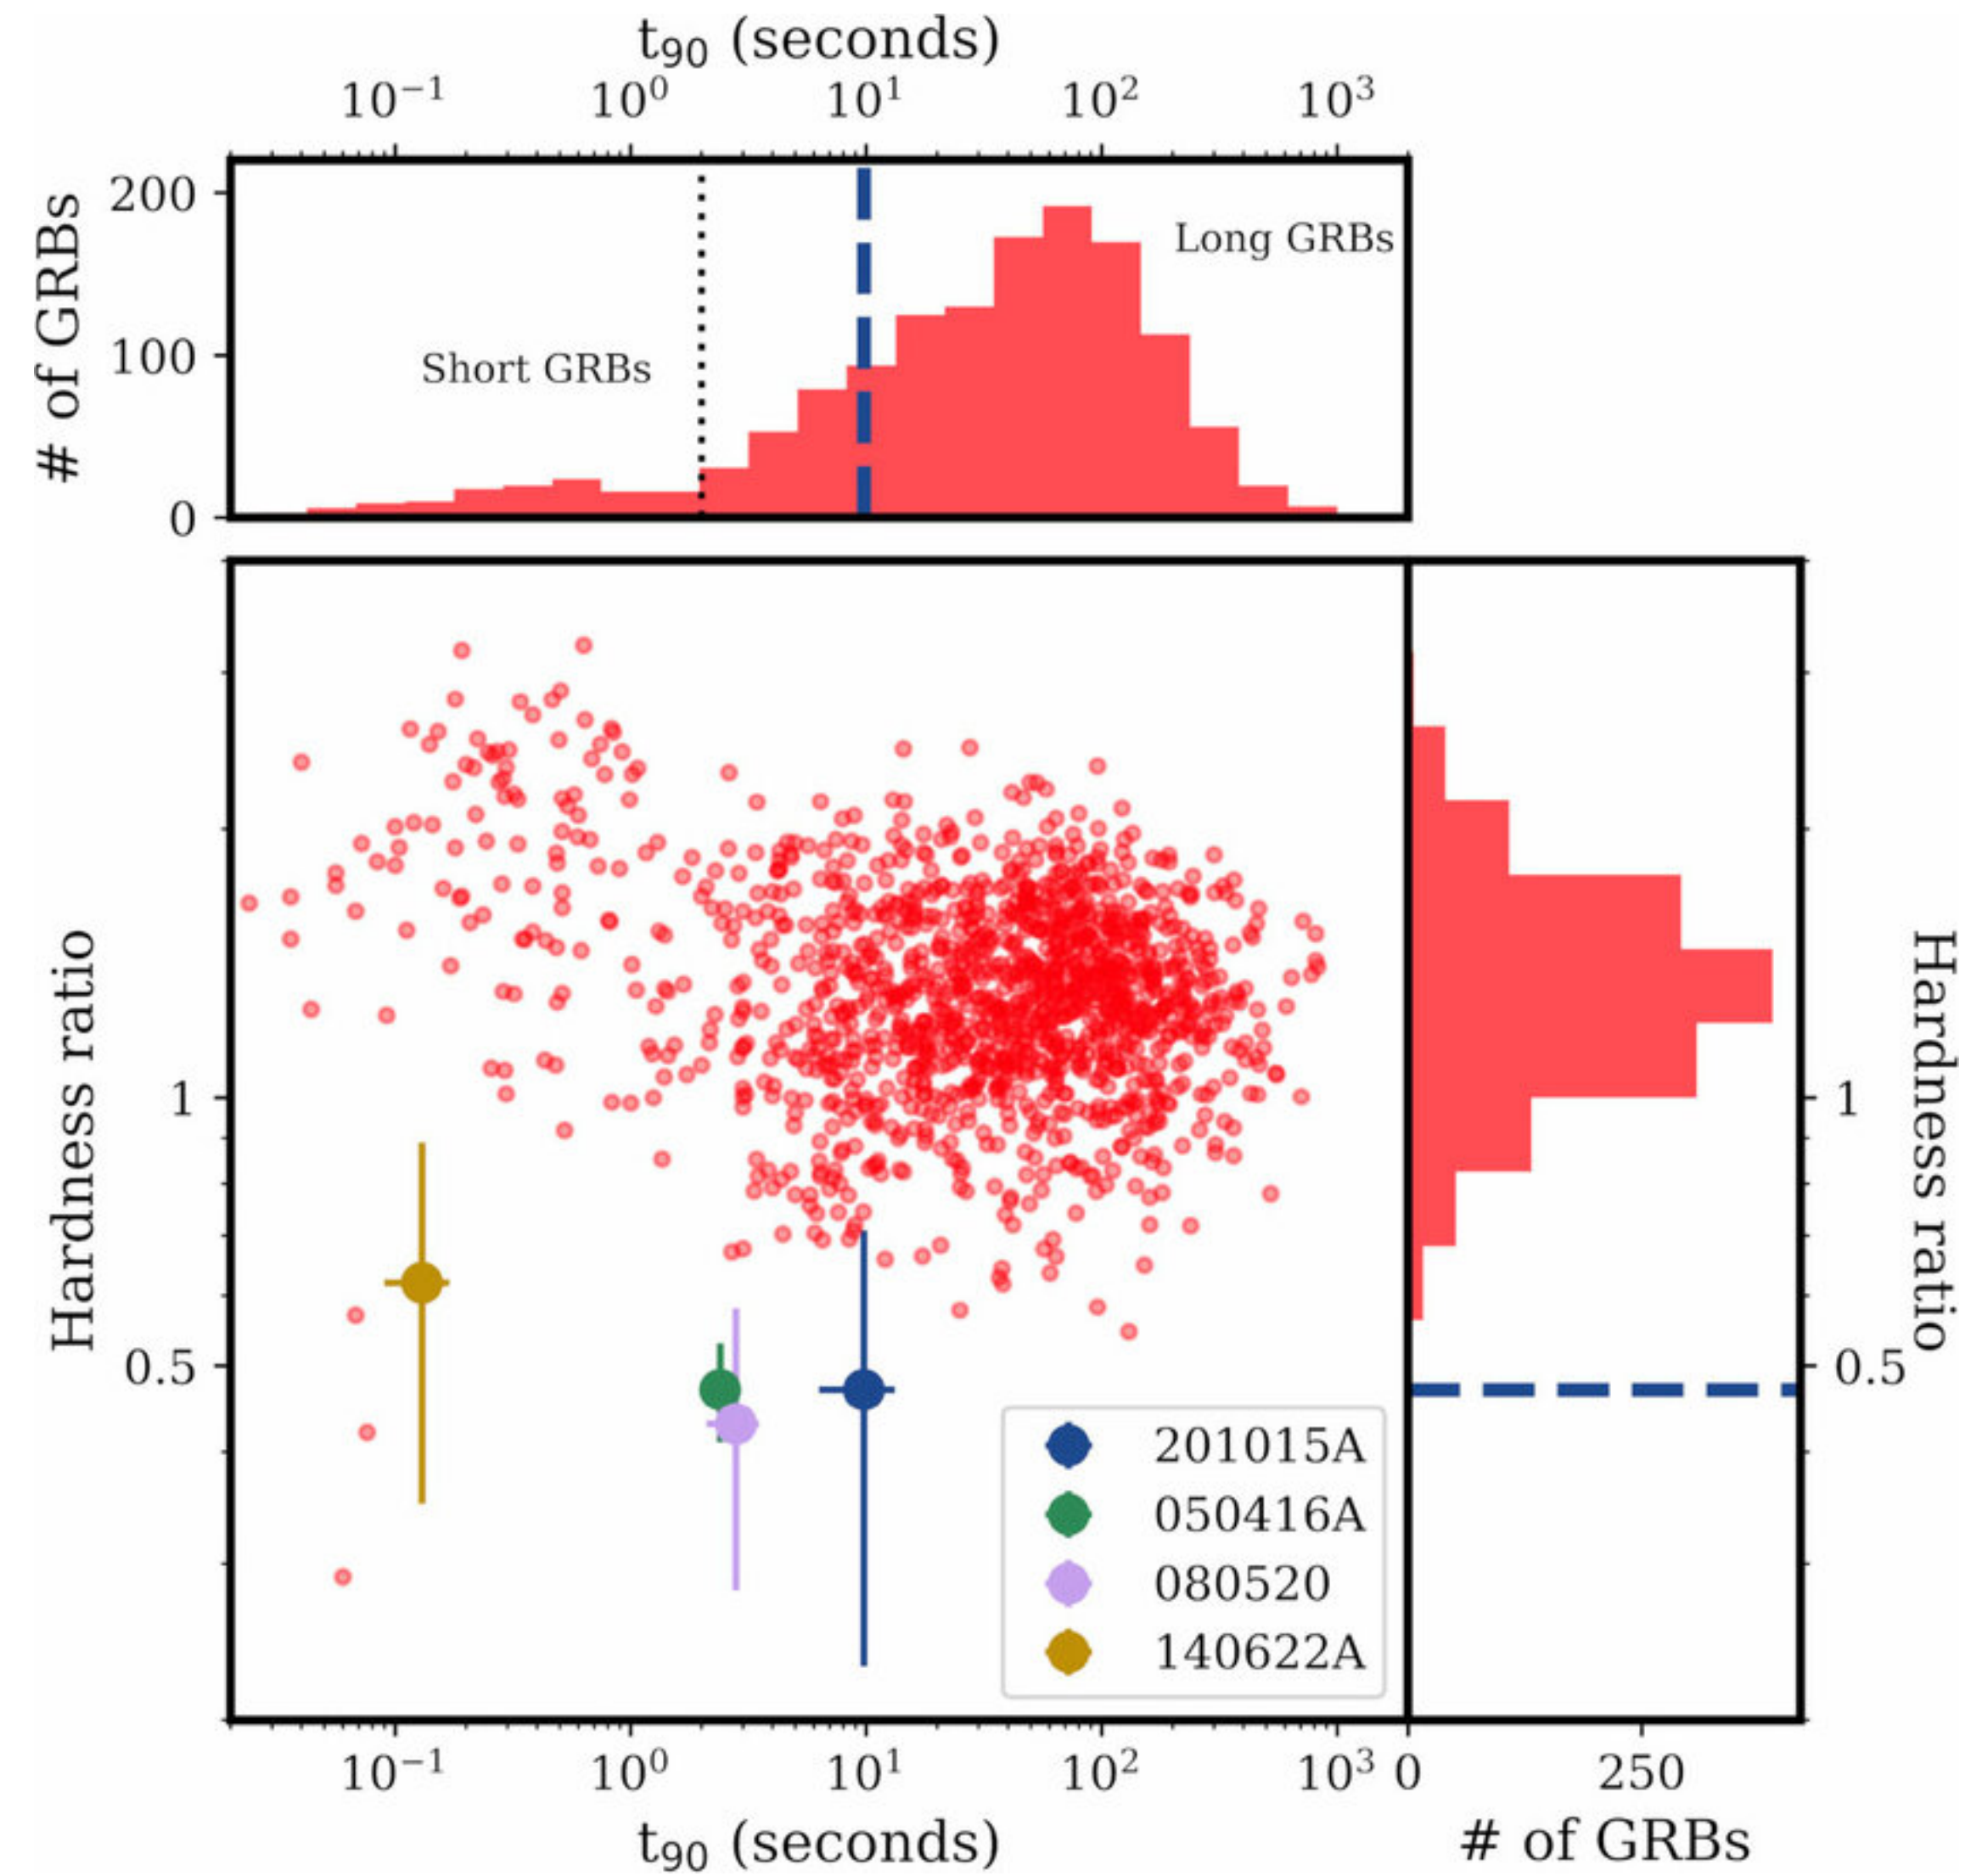 t₉₀ (seconds)
10⁻¹ 10⁰ 10¹ 10² 10³
# of GRBs
200
100
0
Short GRBs
Long GRBs
Hardness ratio
1
0.5
201015A
050416A
080520
140622A
Hardness ratio
1
0.5
10⁻¹ 10⁰ 10¹ 10² 10³ 0 250
t₉₀ (seconds)
# of GRBs